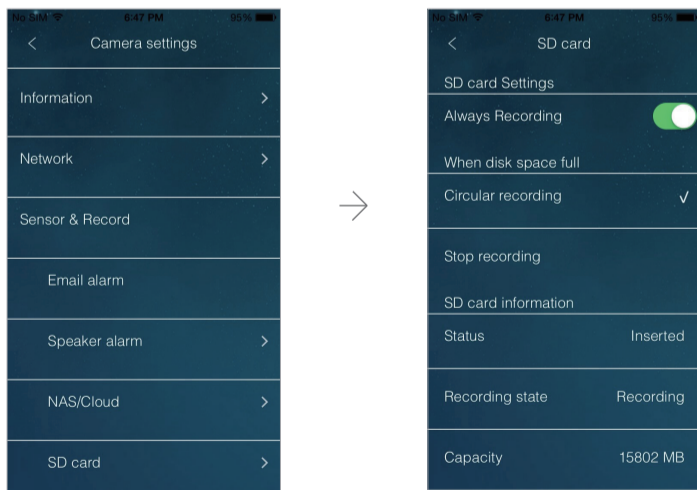 No SIM 6:47 PM 95%
Camera settings
Information
Network
Sensor & Record
Email alarm
Speaker alarm
NAS/Cloud
SD card
No SIM 6:47 PM 95%
SD card
SD card Settings
Always Recording
When disk space full
Circular recording
Stop recording
SD card information
Status Inserted
Recording state Recording
Capacity 15802 MB